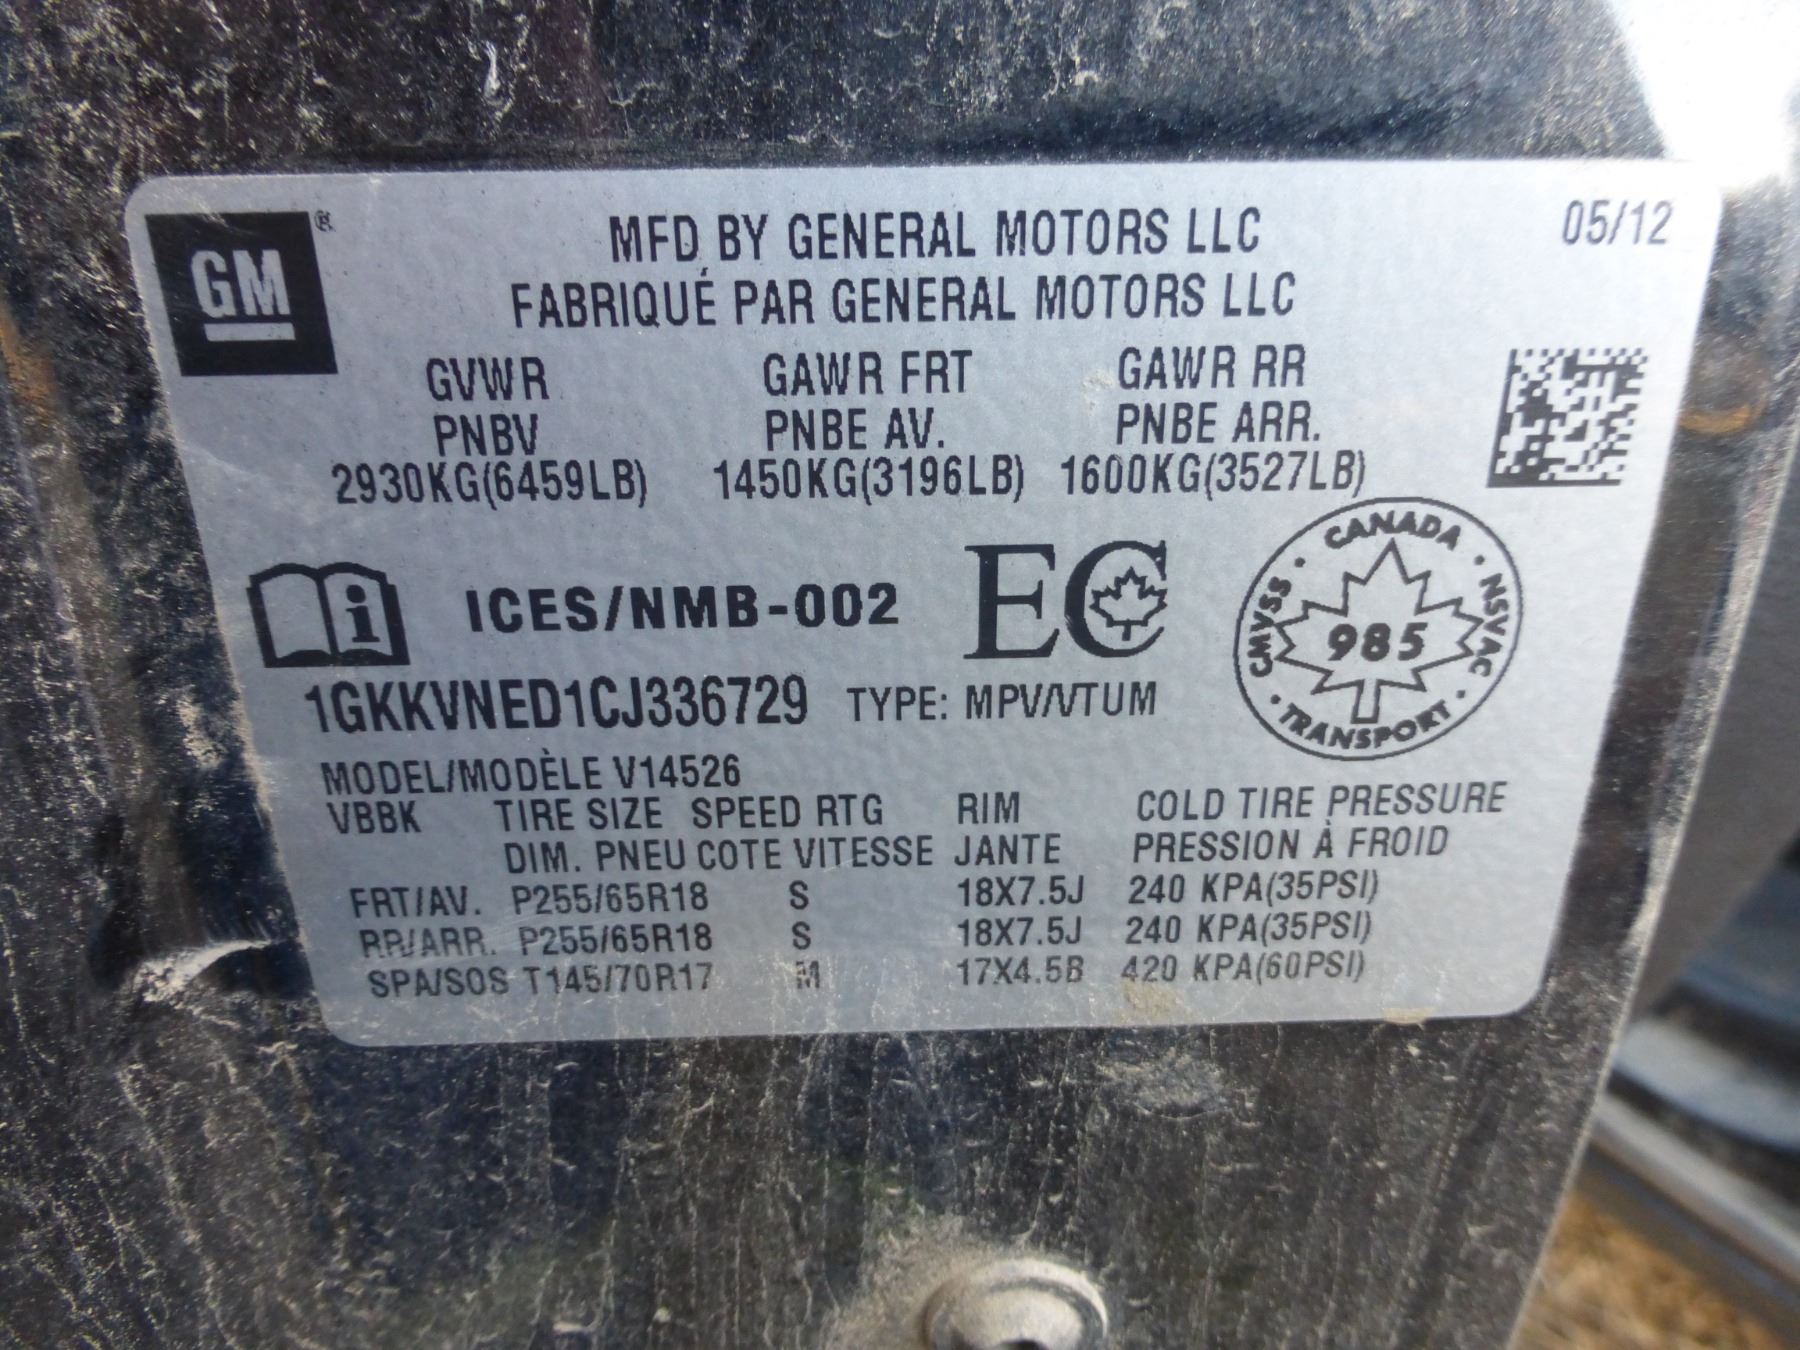 GM ®
MFD BY GENERAL MOTORS LLC
05/12
FABRIQUÉ PAR GENERAL MOTORS LLC
GVWR GAWR FRT GAWR RR
PNBV PNBE AV. PNBE ARR.
2930KG(6459LB) 1450KG(3196LB) 1600KG(3527LB)
ICES/NMB-002 EC
CANADA
CMVSS 985 NSVAC
TRANSPORT
1GKKVNED1CJ336729 TYPE: MPV/VTUM
MODEL/MODÈLE V14526
VBBK TIRE SIZE SPEED RTG RIM COLD TIRE PRESSURE
DIM. PNEU COTE VITESSE JANTE PRESSION À FROID
FRT/AV. P255/65R18 S 18X7.5J 240 KPA(35PSI)
RR/ARR. P255/65R18 S 18X7.5J 240 KPA(35PSI)
SPA/SOS T145/70R17 M 17X4.5B 420 KPA(60PSI)